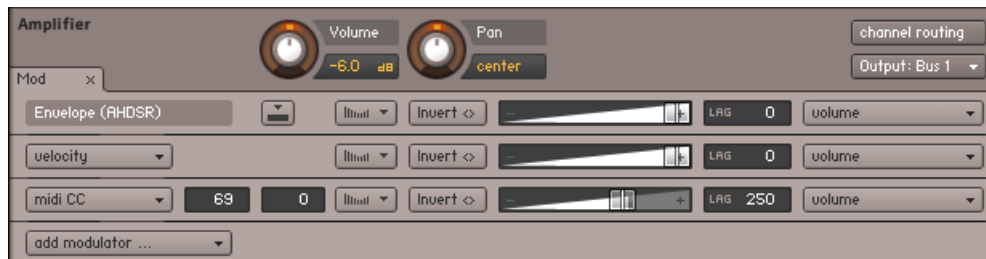 Amplifier
Volume
Pan
channel routing
-6.0 dB
center
Output: Bus 1
Mod x
Envelope (AHDSR) Invert <> - + LAG 0 volume
velocity Invert <> - + LAG 0 volume
midi CC 69 0 Invert <> - + LAG 250 volume
add modulator ...